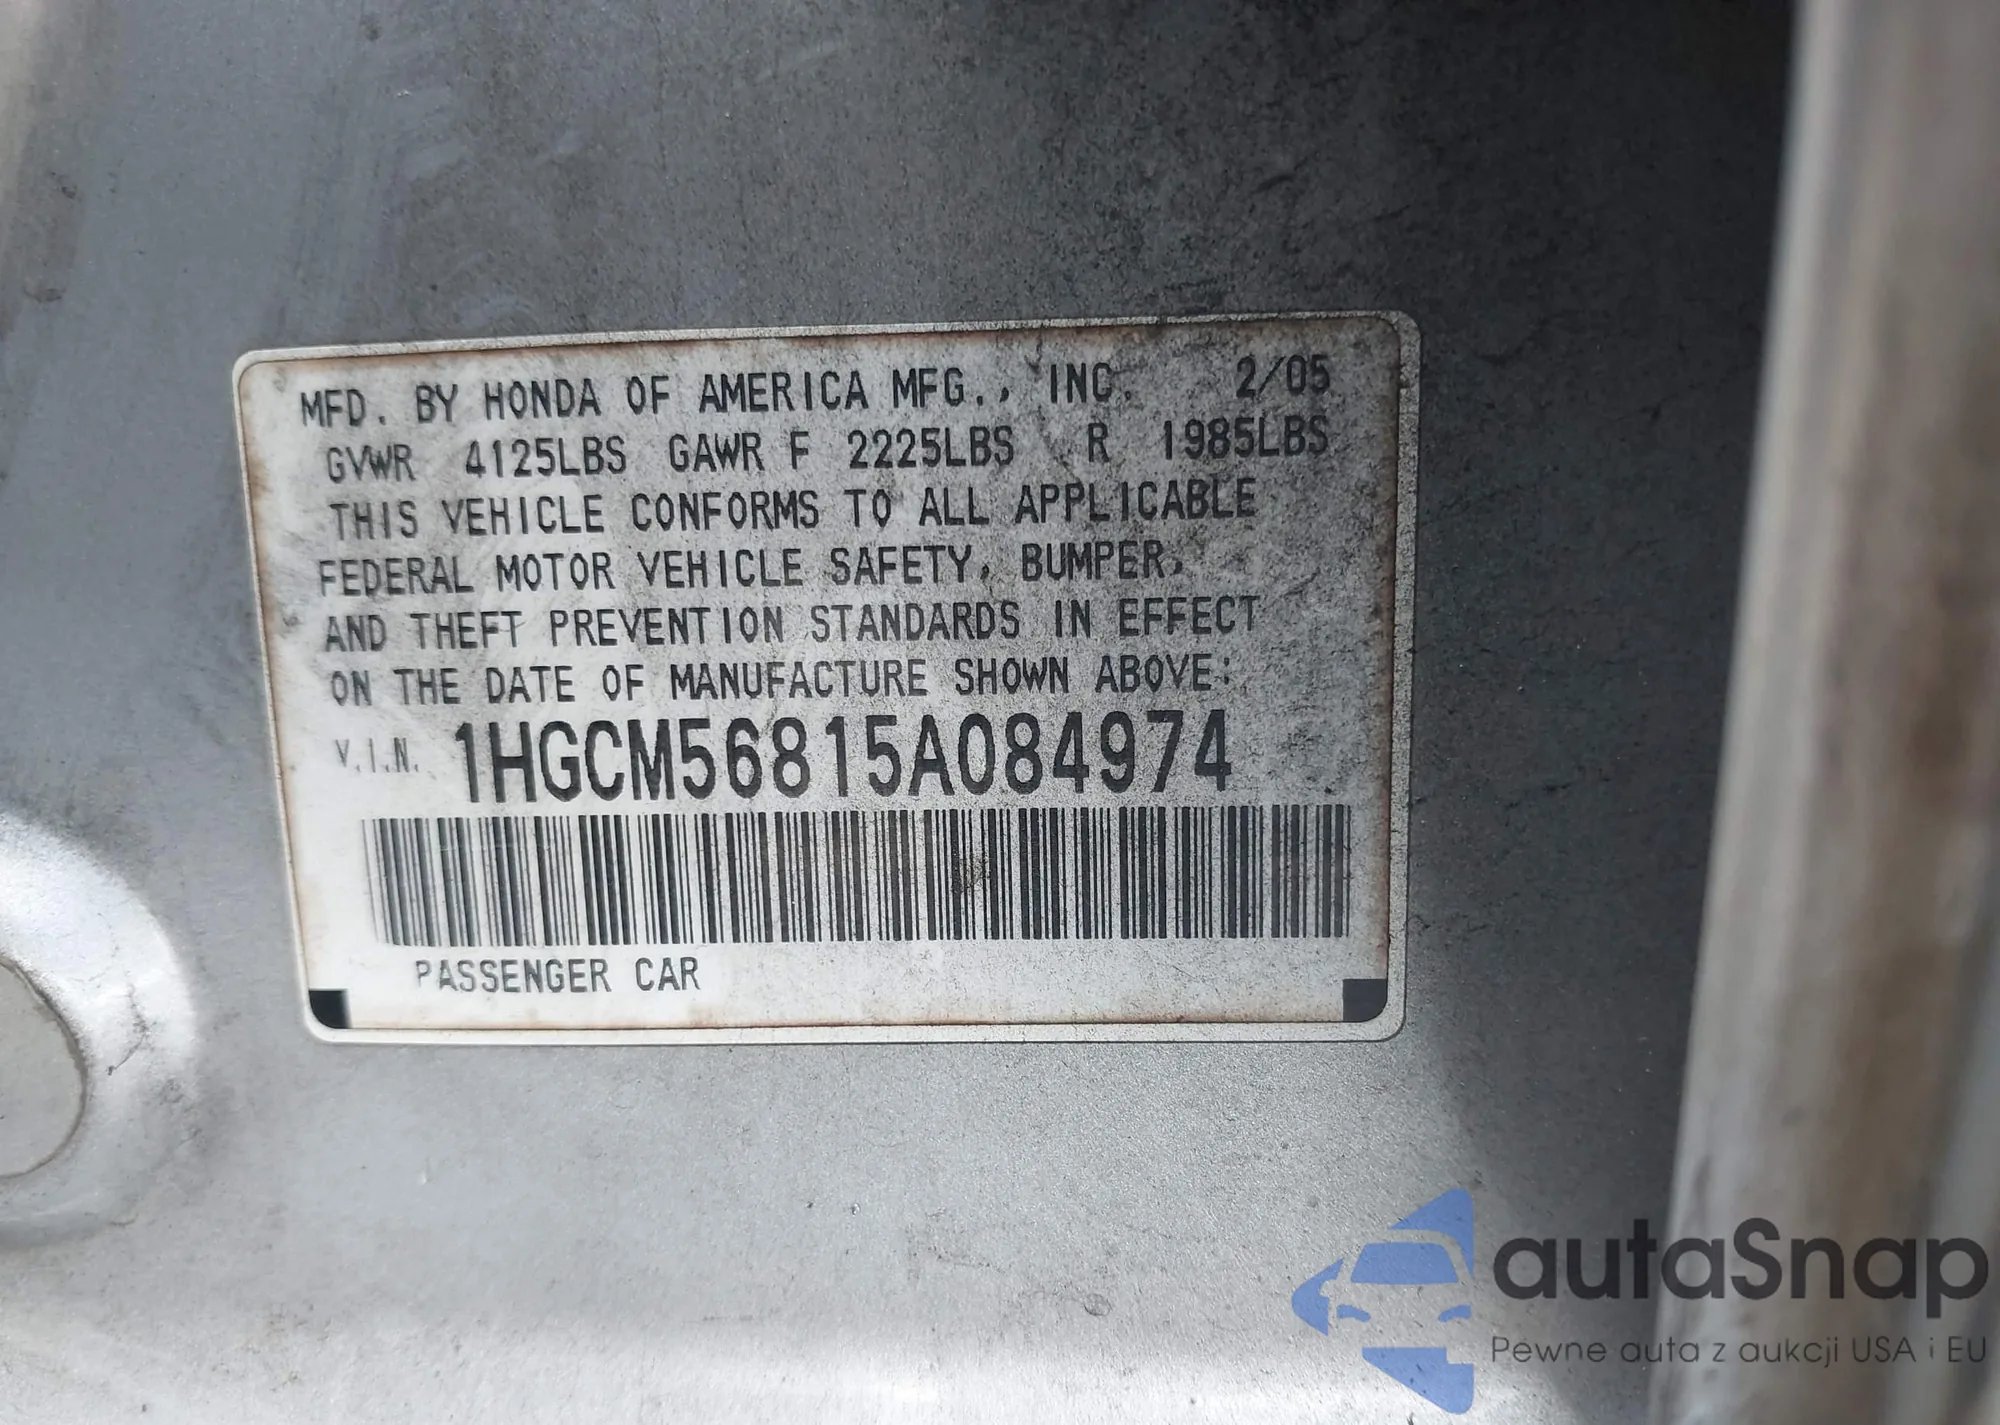 MFD. BY HONDA OF AMERICA MFG., INC. 2/05
GVWR 4125LBS GAWR F 2225LBS R 1985LBS
THIS VEHICLE CONFORMS TO ALL APPLICABLE
FEDERAL MOTOR VEHICLE SAFETY, BUMPER,
AND THEFT PREVENTION STANDARDS IN EFFECT
ON THE DATE OF MANUFACTURE SHOWN ABOVE:
V.I.N. 1HGCM56815A084974
PASSENGER CAR
autaSnap
Pewne auta z aukcji USA i EU